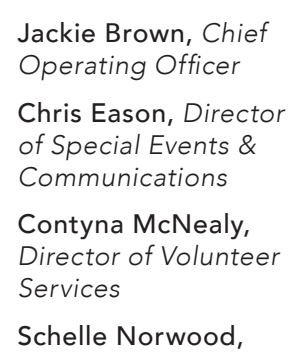 Jackie Brown, Chief
Operating Officer
Chris Eason, Director
of Special Events &
Communications
Contyna McNealy,
Director of Volunteer
Services
Schelle Norwood,